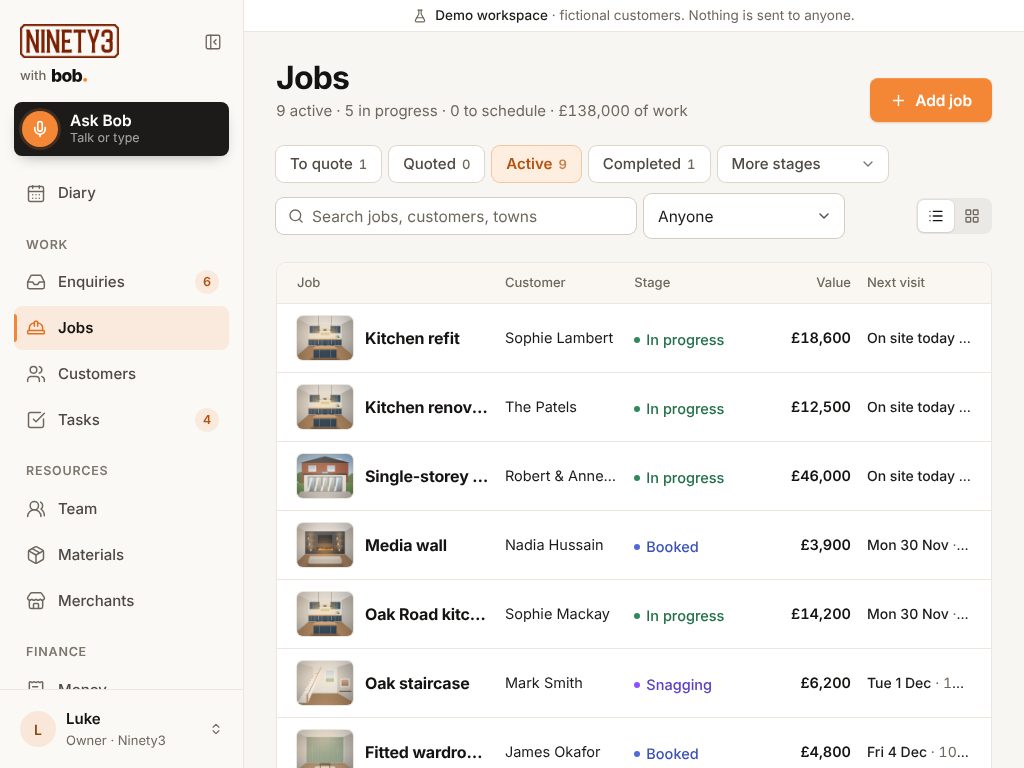 NINETY3
with bob.
Ask Bob
Talk or type
Diary
WORK
Enquiries 6
Jobs
Customers
Tasks 4
RESOURCES
Team
Materials
Merchants
FINANCE
Money
L
Luke
Owner · Ninety3
Demo workspace · fictional customers. Nothing is sent to anyone.
Jobs
9 active · 5 in progress · 0 to schedule · £138,000 of work
+ Add job
To quote 1 Quoted 0 Active 9 Completed 1 More stages
Search jobs, customers, towns Anyone
Job Customer Stage Value Next visit
Kitchen refit Sophie Lambert In progress £18,600 On site today ...
Kitchen renov... The Patels In progress £12,500 On site today ...
Single-storey ... Robert & Anne... In progress £46,000 On site today ...
Media wall Nadia Hussain Booked £3,900 Mon 30 Nov ·...
Oak Road kitc... Sophie Mackay In progress £14,200 Mon 30 Nov ·...
Oak staircase Mark Smith Snagging £6,200 Tue 1 Dec · 1...
Fitted wardro... James Okafor Booked £4,800 Fri 4 Dec · 10...